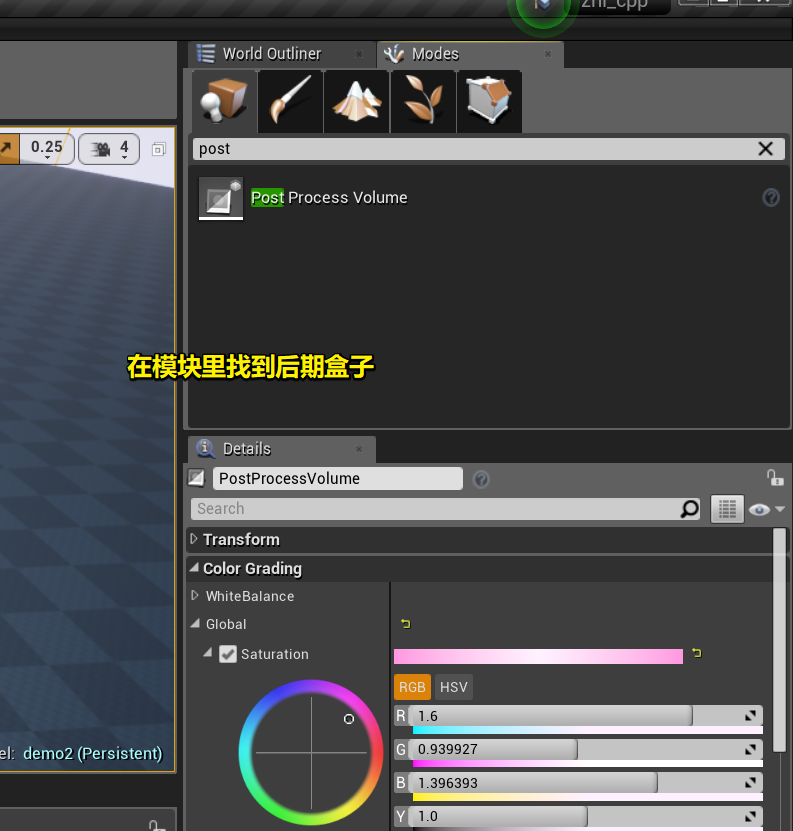 zhi_cpp
World Outliner
Modes
0.25
4
post
Post Process Volume
在模块里找到后期盒子
Details
PostProcessVolume
Search
Transform
Color Grading
WhiteBalance
Global
Saturation
RGB HSV
R 1.6
G 0.939927
B 1.396393
Y 1.0
el: demo2 (Persistent)